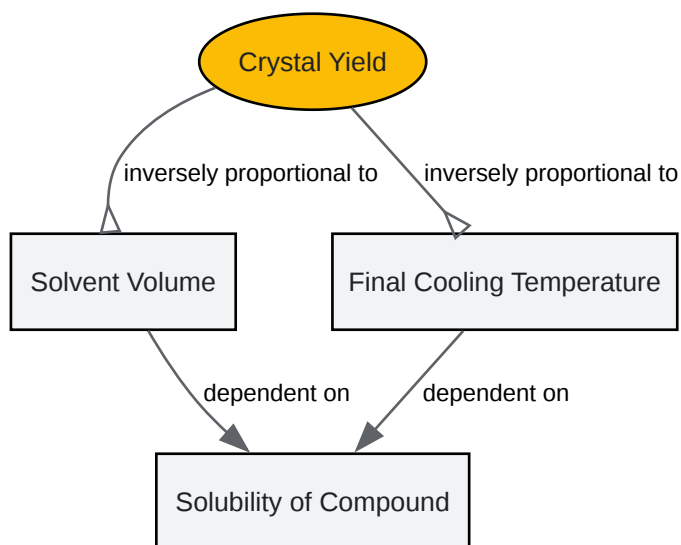 Crystal Yield
inversely proportional to
inversely proportional to
Solvent Volume
Final Cooling Temperature
dependent on
dependent on
Solubility of Compound